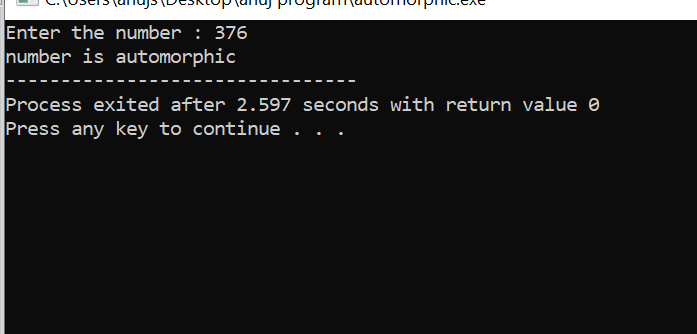 C:\Users\anujs\Desktop\anuj program\automorphic.exe
Enter the number : 376
number is automorphic
--------------------------------
Process exited after 2.597 seconds with return value 0
Press any key to continue . . .